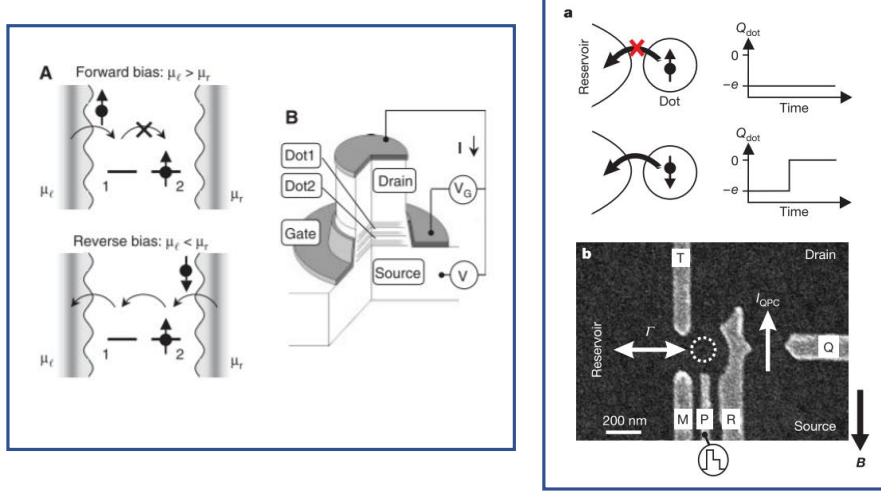 A
Forward bias: μℓ > μr
1
2
μℓ
μr
Reverse bias: μℓ < μr
1
2
μℓ
μr
B
Dot1
Dot2
Gate
Drain
Source
I
VG
V
a
Reservoir
Dot
Qdot
0
−e
Time
Qdot
0
−e
Time
b
T
Drain
IQPC
Reservoir
Γ
Q
M P R
200 nm
Source
B